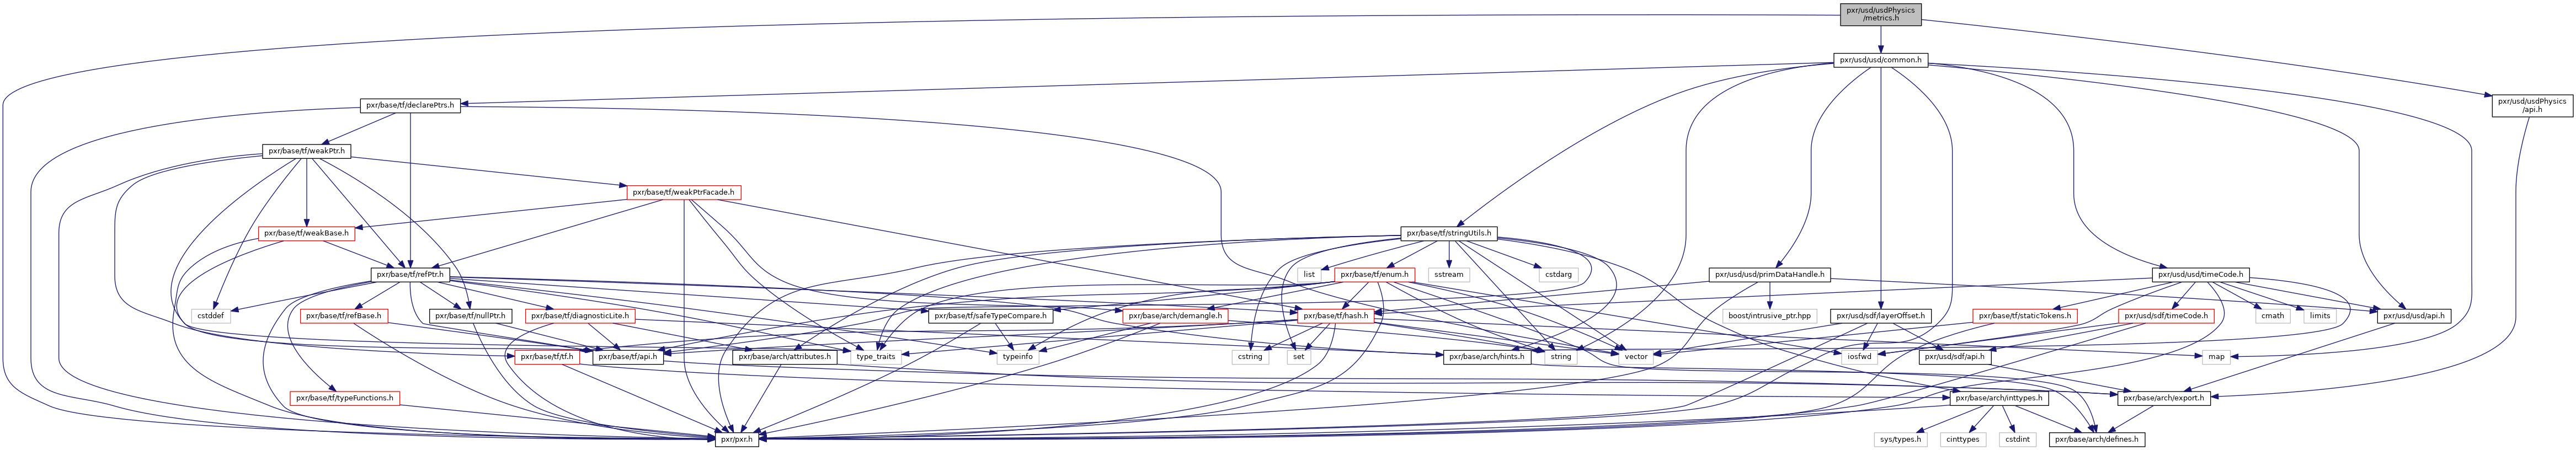 pxr/usd/usdPhysics
/metrics.h
pxr/usd/usd/common.h
pxr/base/tf/declarePtrs.h
pxr/usd/usdPhysics
/api.h
pxr/base/tf/weakPtr.h
pxr/base/tf/weakPtrFacade.h
pxr/base/tf/weakBase.h
pxr/base/tf/stringUtils.h
pxr/base/tf/refPtr.h
list
pxr/base/tf/enum.h
sstream
cstdarg
pxr/usd/usd/primDataHandle.h
pxr/usd/usd/timeCode.h
cstddef
pxr/base/tf/refBase.h
pxr/base/tf/nullPtr.h
pxr/base/tf/diagnosticLite.h
pxr/base/tf/safeTypeCompare.h
pxr/base/arch/demangle.h
pxr/base/tf/hash.h
boost/intrusive_ptr.hpp
pxr/usd/sdf/layerOffset.h
pxr/base/tf/staticTokens.h
pxr/usd/sdf/timeCode.h
cmath
limits
pxr/usd/usd/api.h
pxr/base/tf/tf.h
pxr/base/tf/api.h
pxr/base/arch/attributes.h
type_traits
typeinfo
cstring
set
pxr/base/arch/hints.h
string
vector
iosfwd
pxr/usd/sdf/api.h
map
pxr/base/tf/typeFunctions.h
pxr/base/arch/inttypes.h
pxr/base/arch/export.h
pxr/pxr.h
sys/types.h
cinttypes
cstdint
pxr/base/arch/defines.h